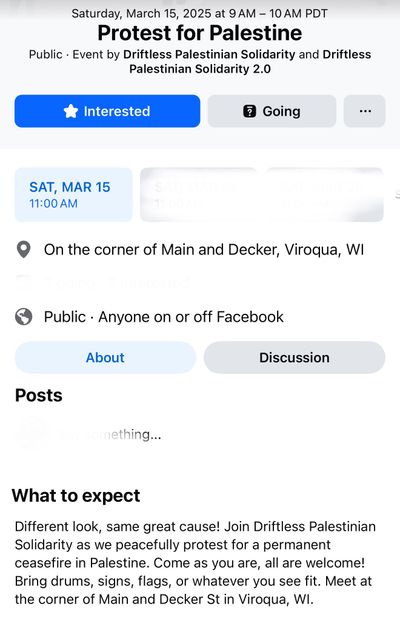 Saturday, March 15, 2025 at 9 AM – 10 AM PDT
Protest for Palestine
Public · Event by Driftless Palestinian Solidarity and Driftless
Palestinian Solidarity 2.0
Interested
Going
SAT, MAR 15
11:00 AM
On the corner of Main and Decker, Viroqua, WI
Public · Anyone on or off Facebook
About
Discussion
Posts
something...
What to expect
Different look, same great cause! Join Driftless Palestinian
Solidarity as we peacefully protest for a permanent
ceasefire in Palestine. Come as you are, all are welcome!
Bring drums, signs, flags, or whatever you see fit. Meet at
the corner of Main and Decker St in Viroqua, WI.